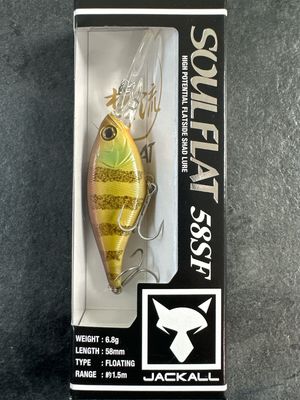 SOULFLAT 58SF
HIGH POTENTIAL FLATSIDE SHAD LURE
WEIGHT : 6.8g
LENGTH : 58mm
TYPE : FLOATING
RANGE : 約1.5m
JACKALL